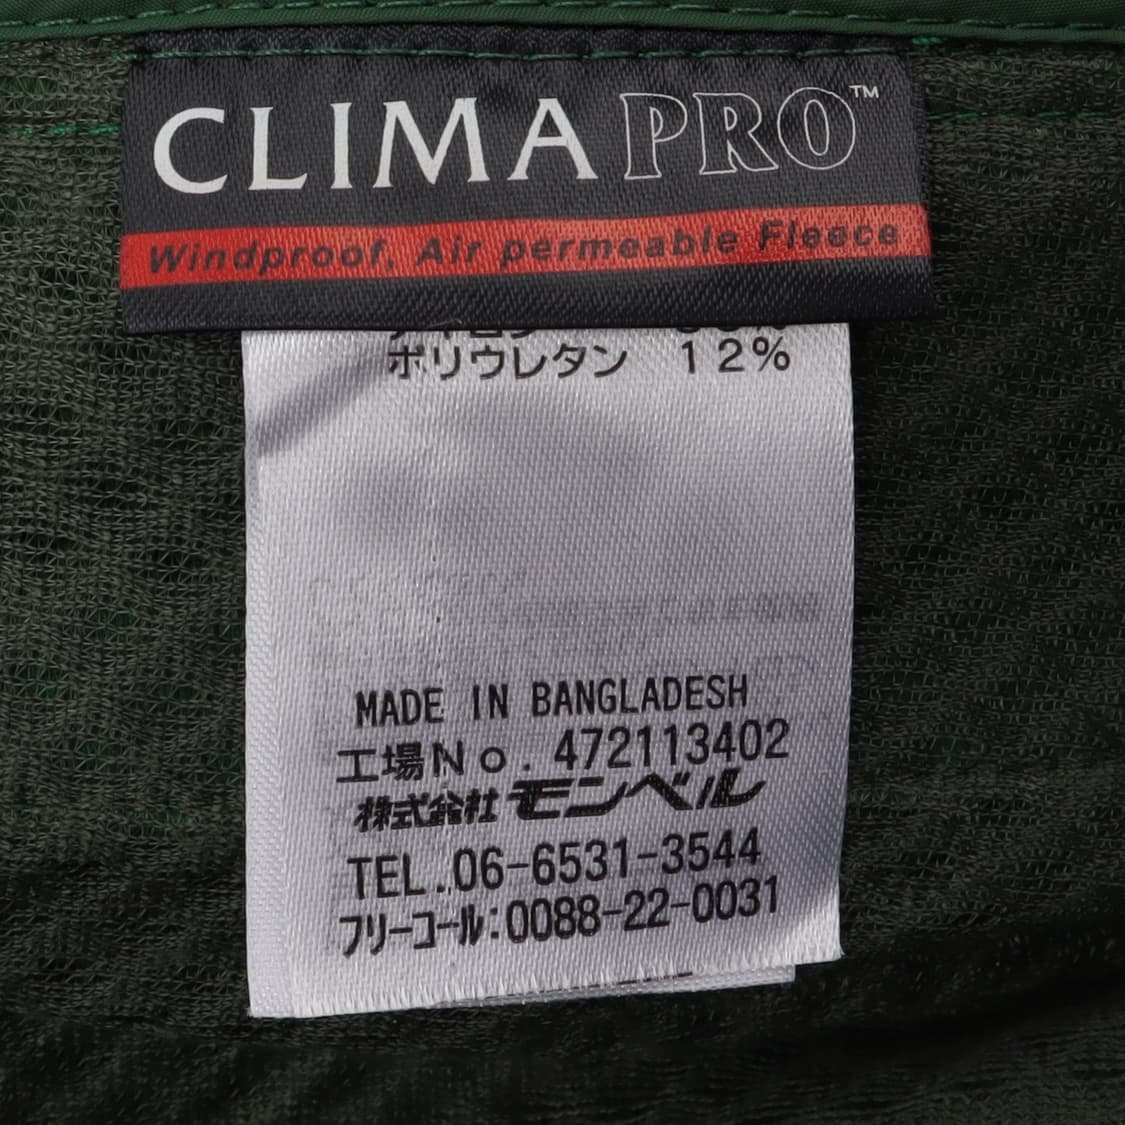 CLIMAPRO™
Windproof, Air permeable Fleece
ポリウレタン 12%
MADE IN BANGLADESH
工場No. 472113402
株式会社モンベル
TEL.06-6531-3544
フリーコール:0088-22-0031